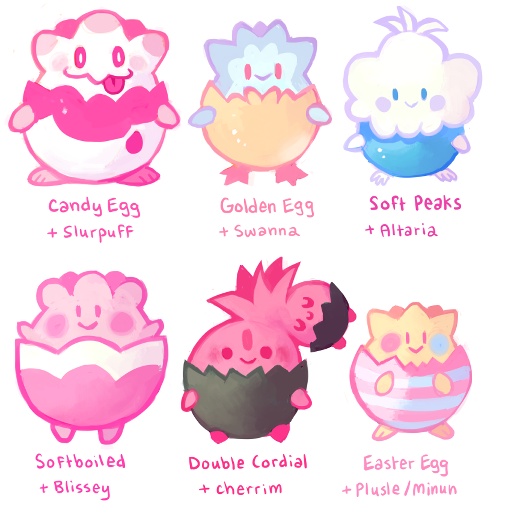 Candy Egg
+ Slurpuff
Golden Egg
+ Swanna
Soft Peaks
+ Altaria
Softboiled
+ Blissey
Double Cordial
+ cherrim
Easter Egg
+ Plusle/Minun